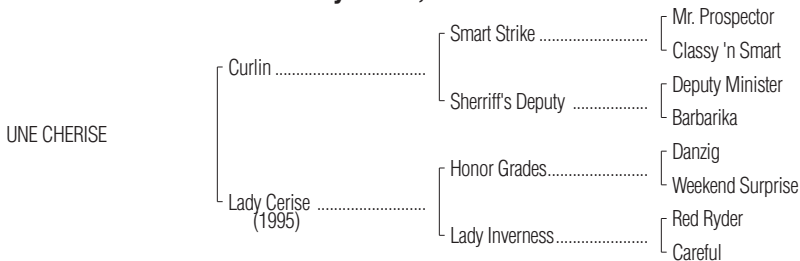 Mr. Prospector
Smart Strike ........................
Classy 'n Smart
Curlin ..................................
Deputy Minister
Sherriff's Deputy .................
Barbarika
UNE CHERISE
Danzig
Honor Grades.......................
Weekend Surprise
Lady Cerise ........................
(1995)
Red Ryder
Lady Inverness.....................
Careful